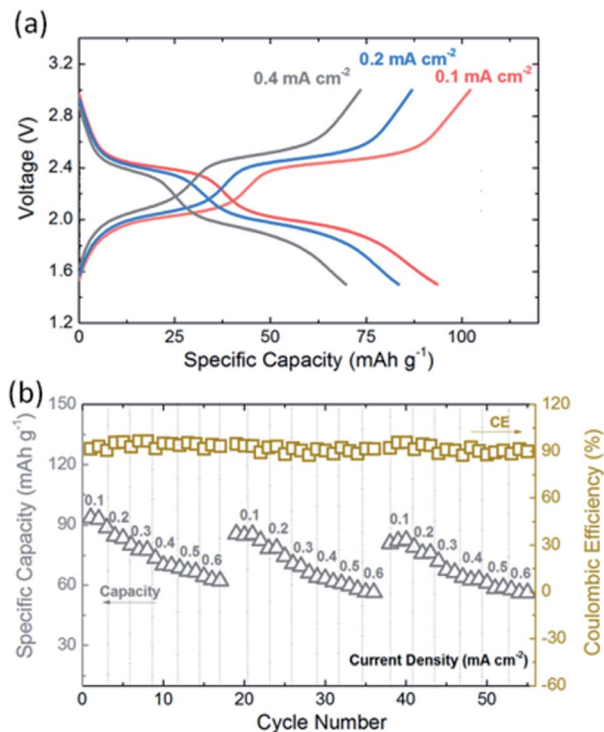 (a)
3.2
2.8
2.4
2.0
1.6
1.2
Voltage (V)
0.4 mA cm-2
0.2 mA cm-2
0.1 mA cm-2
0 25 50 75 100
Specific Capacity (mAh g-1)
(b)
150
130
90
60
30
Specific Capacity (mAh g-1)
120
90
60
30
0
-30
-60
Coulombic Efficiency (%)
CE
0.1 0.2 0.3 0.4 0.5 0.6
0.1 0.2 0.3 0.4 0.5 0.6
0.1 0.2 0.3 0.4 0.5 0.6
Capacity
Current Density (mA cm-2)
0 10 20 30 40 50
Cycle Number